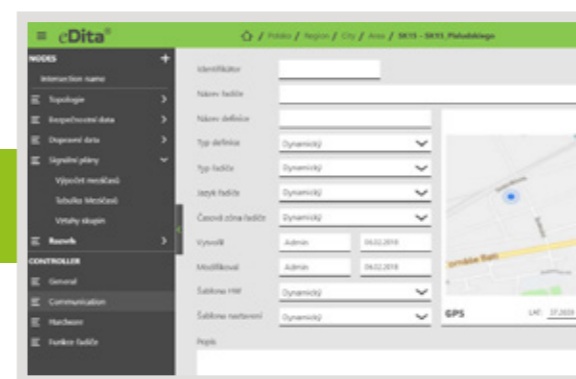 eDita®
/ Polsko / Region / City / Area / SK15 - SK15, Paludskiego
NODES +
Intersection name
Topologie
Bezpečnostní data
Dopravní data
Signální plány
Výpočet mezičasů
Tabulka Mezičasů
Vztahy skupin
Rozvrh
CONTROLLER
General
Communication
Hardware
Funkce řadiče
Identifikátor
Název řadiče
Název definice
Typ definice Dynamický
Typ řadiče Dynamický
Jazyk řadiče Dynamický
Časová zóna řadiče Dynamický
Vytvořil Admin 04.02.2018
Modifikoval Admin 04.02.2018
Šablona HW Dynamický
Šablona nastavení Dynamický
Popis
GPS LAT: